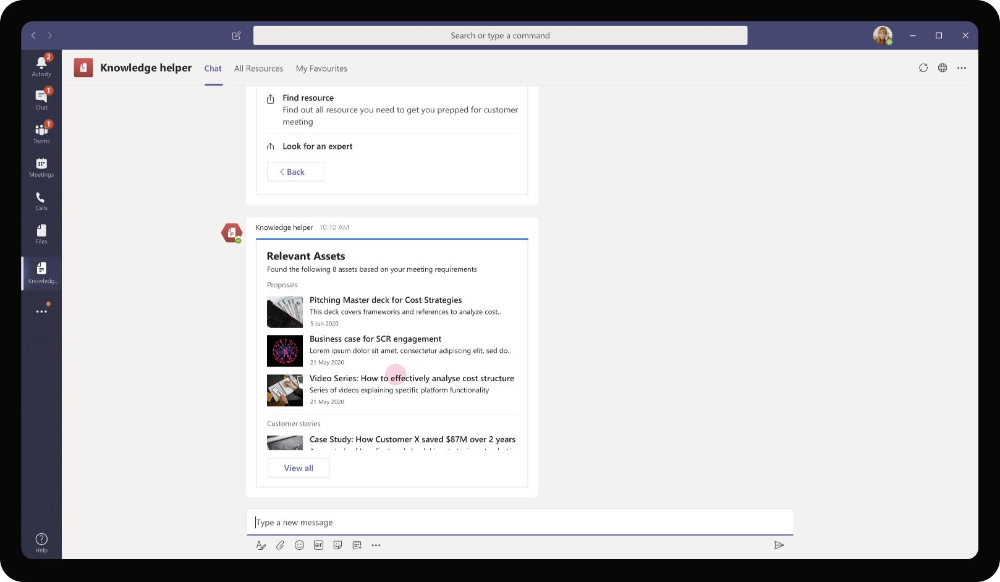 Search or type a command
2
Activity
1
Chat
1
Teams
Meetings
Calls
Files
Knowledg..
Help
Knowledge helper
Chat
All Resources
My Favourites
Find resource
Find out all resource you need to get you prepped for customer
meeting
Look for an expert
Back
Knowledge helper 10:10 AM
Relevant Assets
Found the following 8 assets based on your meeting requirements
Proposals
Pitching Master deck for Cost Strategies
This deck covers frameworks and references to analyze cost..
5 Jun 2020
Business case for SCR engagement
Lorem ipsum dolor sit amet, consectetur adipiscing elit, sed do..
21 May 2020
Video Series: How to effectively analyse cost structure
Series of videos explaining specific platform functionality
21 May 2020
Customer stories
Case Study: How Customer X saved $87M over 2 years
View all
Type a new message
GIF